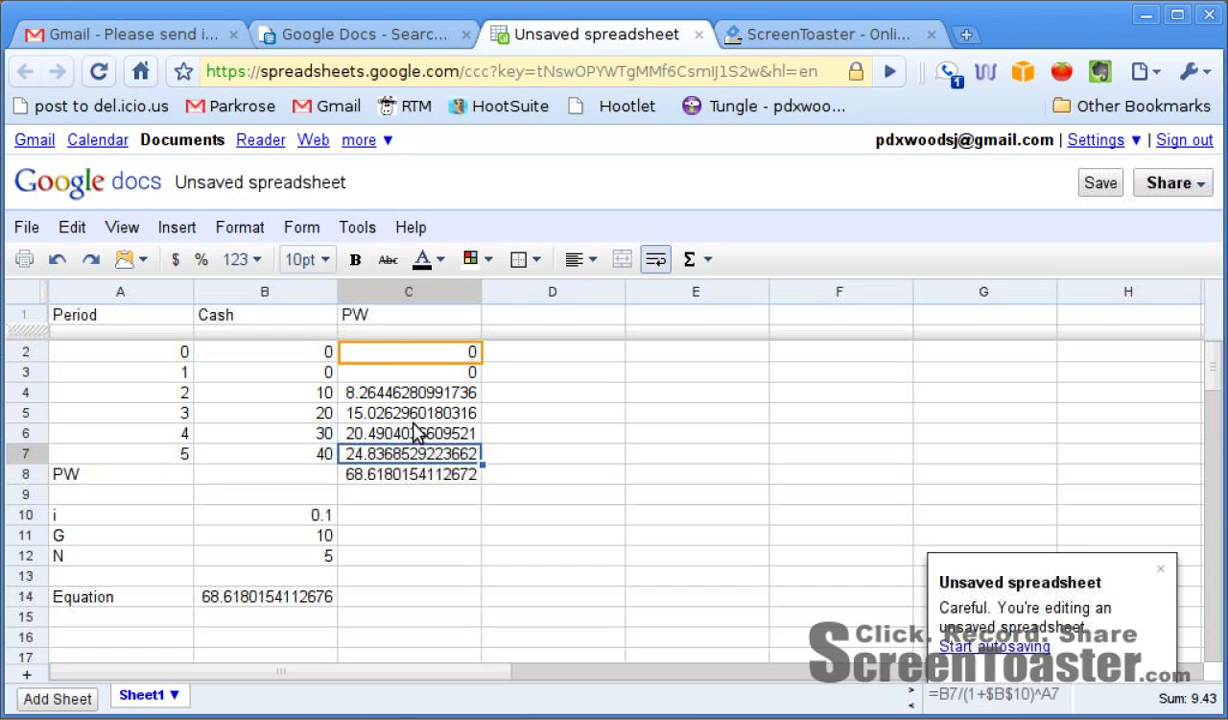 Gmail - Please send i...
Google Docs - Searc...
Unsaved spreadsheet
ScreenToaster - Onli...
https://spreadsheets.google.com/ccc?key=tNswOPYWTgMMf6CsmIJ1S2w&hl=en
1
post to del.icio.us
Parkrose
Gmail
RTM
HootSuite
Hootlet
Tungle - pdxwoo...
Other Bookmarks
Gmail Calendar Documents Reader Web more ▼
pdxwoodsj@gmail.com | Settings ▼ | Sign out
Google docs Unsaved spreadsheet
Save Share
File Edit View Insert Format Form Tools Help
$ % 123 10pt B Abc A Σ
A B C D E F G H
1 Period Cash PW
2 0 0 0
3 1 0 0
4 2 10 8.26446280991736
5 3 20 15.0262960180316
6 4 30 20.4904036609521
7 5 40 24.8368529223662
8 PW 68.6180154112672
9
10 i 0.1
11 G 10
12 N 5
13
14 Equation 68.6180154112676
15
16
17
Unsaved spreadsheet
Careful. You're editing an
unsaved spreadsheet.
Start autosaving
Click. Record. Share
ScreenToaster.com
+
Add Sheet Sheet1 ▼
=B7/(1+$B$10)^A7
Sum: 9.43